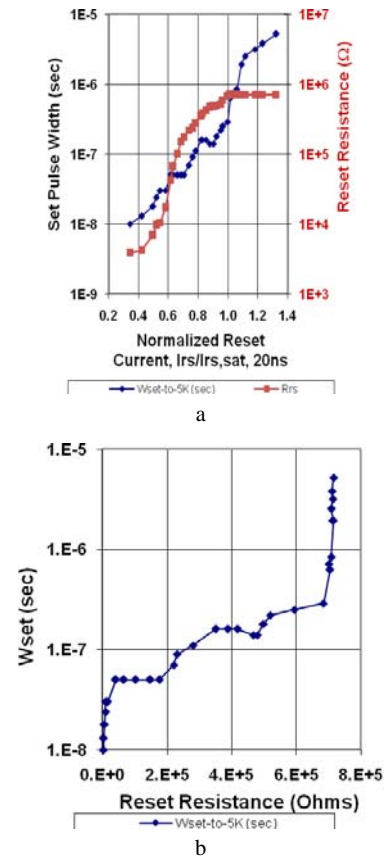 1E-5
1E-6
1E-7
1E-8
1E-9
Set Pulse Width (sec)
1E+7
1E+6
1E+5
1E+4
1E+3
Reset Resistance (Ω)
0.2 0.4 0.6 0.8 1.0 1.2 1.4
Normalized Reset
Current, Irs/Irs,sat, 20ns
Wset-to-5K(sec) Rrs
a
1.E-5
1.E-6
1.E-7
1.E-8
Wset (sec)
0.E+0 2.E+5 4.E+5 6.E+5 8.E+5
Reset Resistance (Ohms)
Wset-to-5K(sec)
b